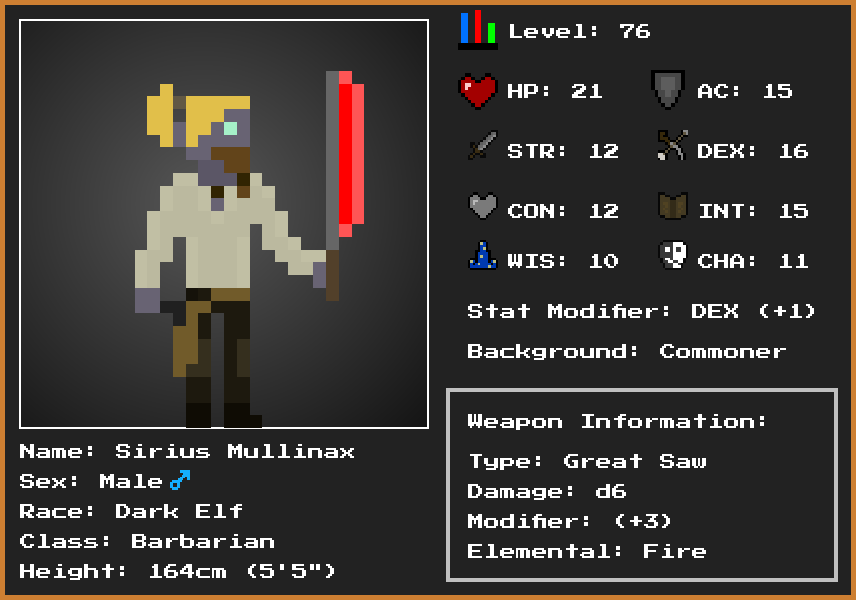 Level: 76
HP: 21 AC: 15
STR: 12 DEX: 16
CON: 12 INT: 15
WIS: 10 CHA: 11
Stat Modifier: DEX (+1)
Background: Commoner
Weapon Information:
Type: Great Saw
Damage: d6
Modifier: (+3)
Elemental: Fire
Name: Sirius Mullinax
Sex: Male♂
Race: Dark Elf
Class: Barbarian
Height: 164cm (5'5")